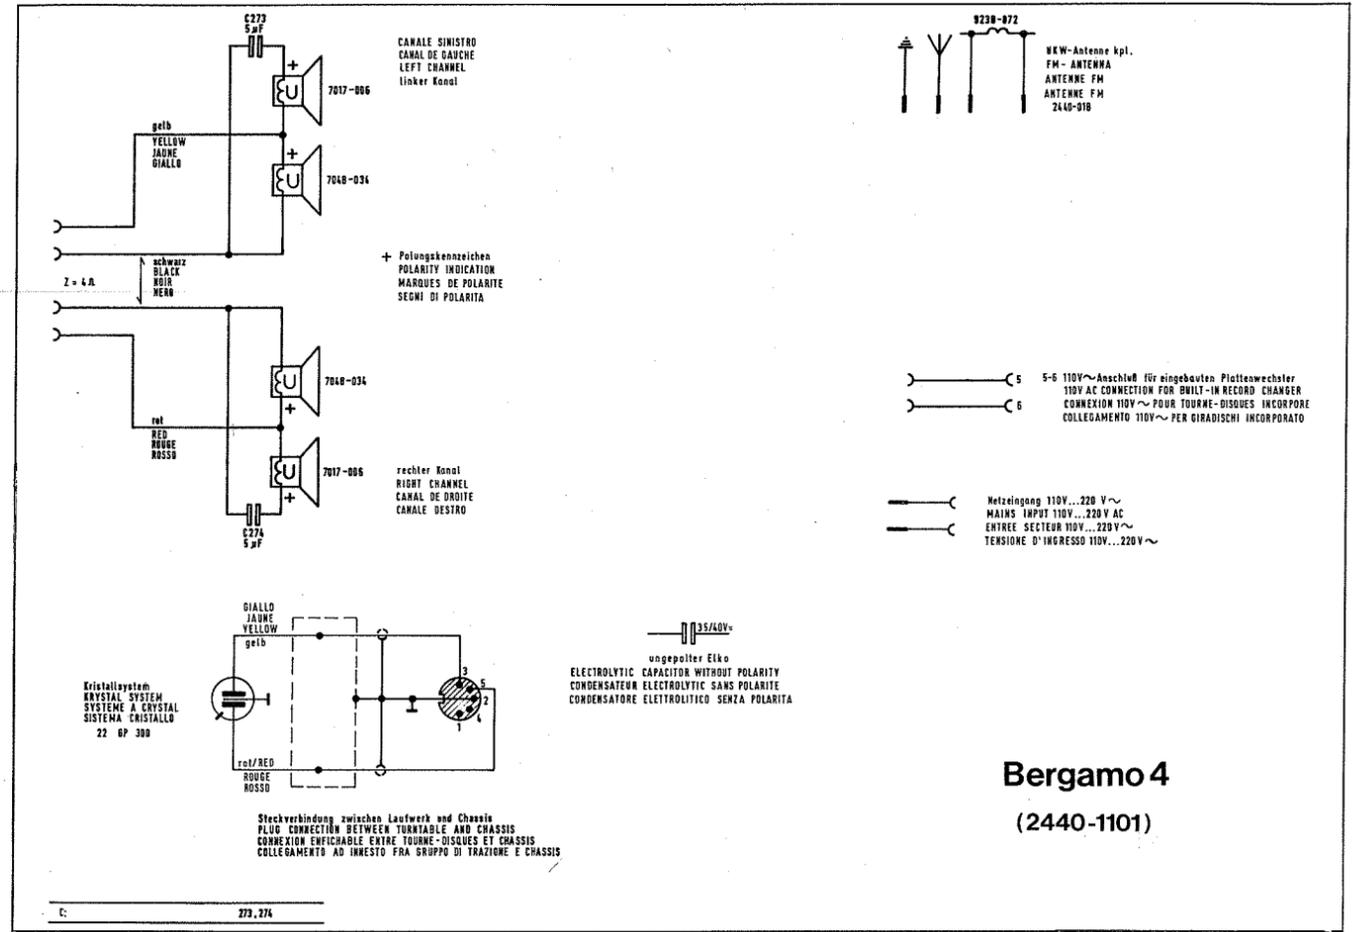 C273
5µF
+
7017-006
CANALE SINISTRO
CANAL DE GAUCHE
LEFT CHANNEL
linker Kanal
gelb
YELLOW
JAUNE
GIALLO
+
7048-034
schwarz
BLACK
NOIR
NERO
Z = 4Ω
+ Polungskennzeichen
POLARITY INDICATION
MARQUES DE POLARITE
SEGNI DI POLARITA
7048-034
+
rot
RED
ROUGE
ROSSO
7017-006
+
C274
5µF
rechter Kanal
RIGHT CHANNEL
CANAL DE DROITE
CANALE DESTRO
9238-072
UKW-Antenne kpl.
FM-ANTENNA
ANTENNE FM
ANTENNE FM
2440-018
5
6
5-6 110V~Anschluß für eingebauten Plattenwechsler
110V AC CONNECTION FOR BUILT-IN RECORD CHANGER
CONNEXION 110V~ POUR TOURNE-DISQUES INCORPORE
COLLEGAMENTO 110V~ PER GIRADISCHI INCORPORATO
Netzeingang 110V...220 V~
MAINS INPUT 110V...220V AC
ENTREE SECTEUR 110V...220V~
TENSIONE D'INGRESSO 110V...220V~
GIALLO
JAUNE
YELLOW
gelb
Kristallsystem
KRYSTAL SYSTEM
SYSTEME A CRYSTAL
SISTEMA CRISTALLO
22 GP 300
rot/RED
ROUGE
ROSSO
3
5
2
4
1
Steckverbindung zwischen Laufwerk und Chassis
PLUG CONNECTION BETWEEN TURNTABLE AND CHASSIS
CONNEXION ENFICHABLE ENTRE TOURNE-DISQUES ET CHASSIS
COLLEGAMENTO AD INNESTO FRA GRUPPO DI TRAZIONE E CHASSIS
35/40V=
ungepolter Elko
ELECTROLYTIC CAPACITOR WITHOUT POLARITY
CONDENSATEUR ELECTROLYTIC SANS POLARITE
CONDENSATORE ELETTROLITICO SENZA POLARITA
Bergamo 4
(2440-1101)
C: 273, 274